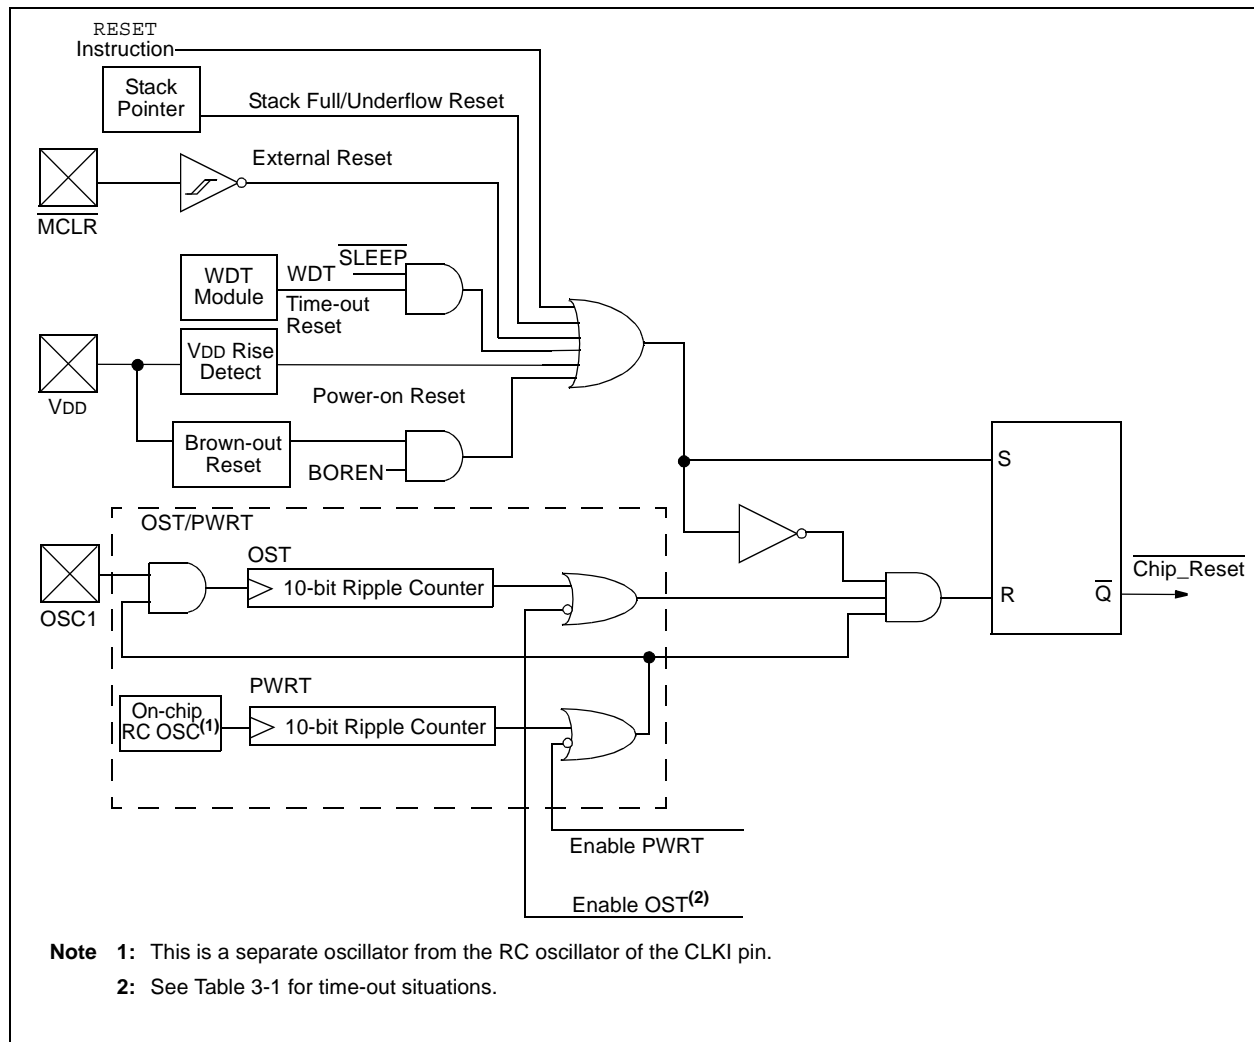 RESET
Instruction
Stack
Pointer
Stack Full/Underflow Reset
External Reset
MCLR
SLEEP
WDT
Module
WDT
Time-out
Reset
VDD Rise
Detect
VDD
Power-on Reset
Brown-out
Reset
BOREN
S
OST/PWRT
OST
10-bit Ripple Counter
OSC1
R
Q
Chip_Reset
PWRT
On-chip
RC OSC(1)
10-bit Ripple Counter
Enable PWRT
Enable OST(2)
Note 1: This is a separate oscillator from the RC oscillator of the CLKI pin.
2: See Table 3-1 for time-out situations.